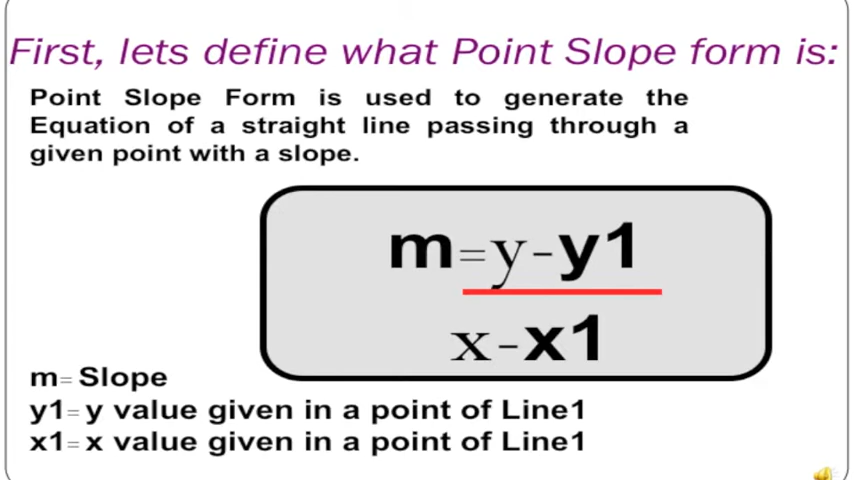 First, lets define what Point Slope form is:
Point Slope Form is used to generate the
Equation of a straight line passing through a
given point with a slope.
m=y-y1
x-x1
m= Slope
y1= y value given in a point of Line1
x1= x value given in a point of Line1